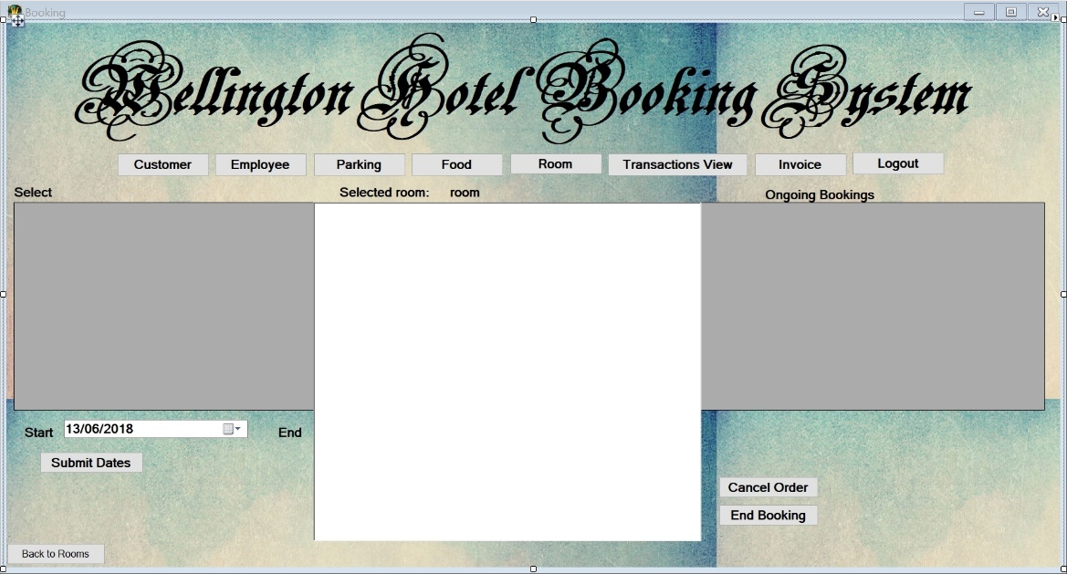 Booking
Wellington Hotel Booking System
Customer Employee Parking Food Room Transactions View Invoice Logout
Select Selected room: room Ongoing Bookings
Start 13/06/2018 End
Submit Dates
Cancel Order
End Booking
Back to Rooms